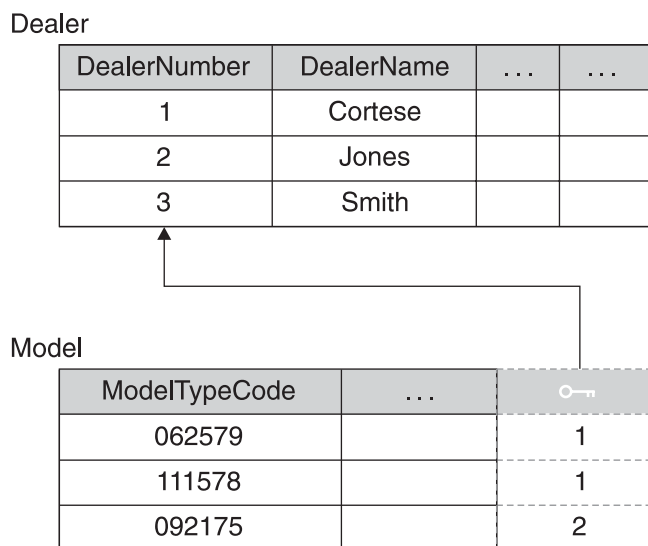 Dealer
DealerNumber DealerName ... ...
1 Cortese
2 Jones
3 Smith
Model
ModelTypeCode ...
062579 1
111578 1
092175 2